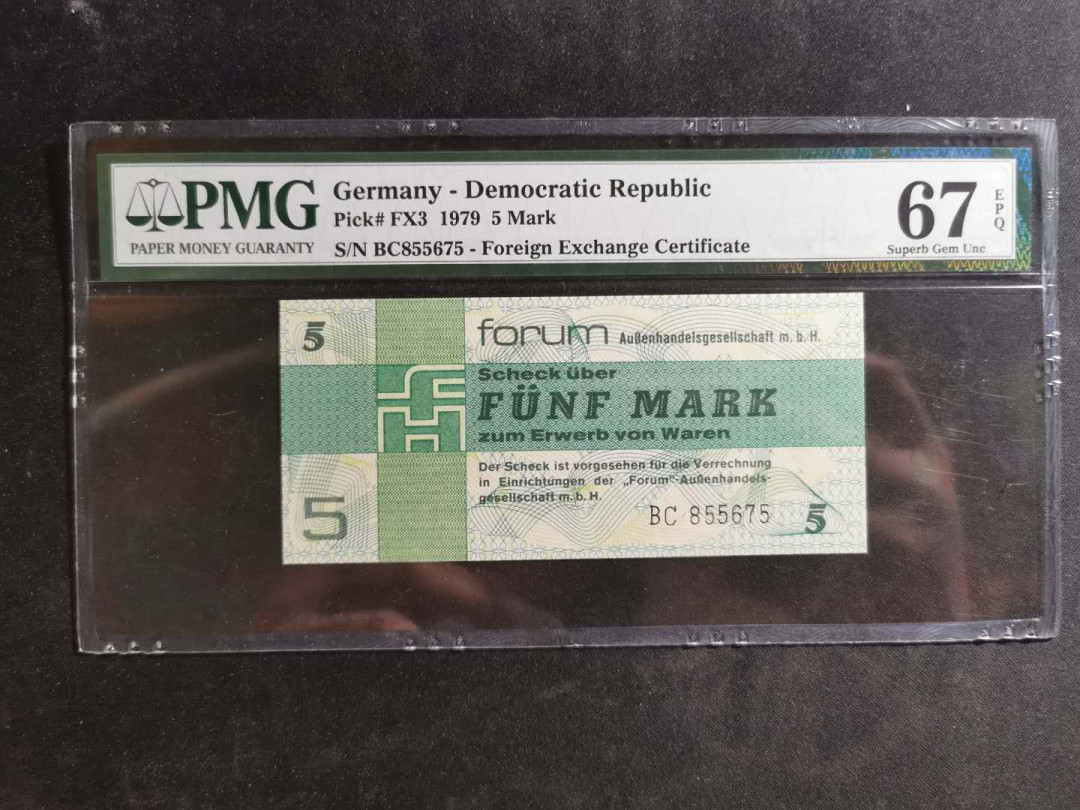 PMG
PAPER MONEY GUARANTY
Germany - Democratic Republic
Pick# FX3 1979 5 Mark
S/N BC855675 - Foreign Exchange Certificate
67
EPQ
Superb Gem Unc
5
forum Außenhandelsgesellschaft m. b. H.
Scheck über
FÜNF MARK
zum Erwerb von Waren
Der Scheck ist vorgesehen für die Verrechnung
in Einrichtungen der „Forum"-Außenhandels-
gesellschaft m. b. H.
5
BC 855675
5